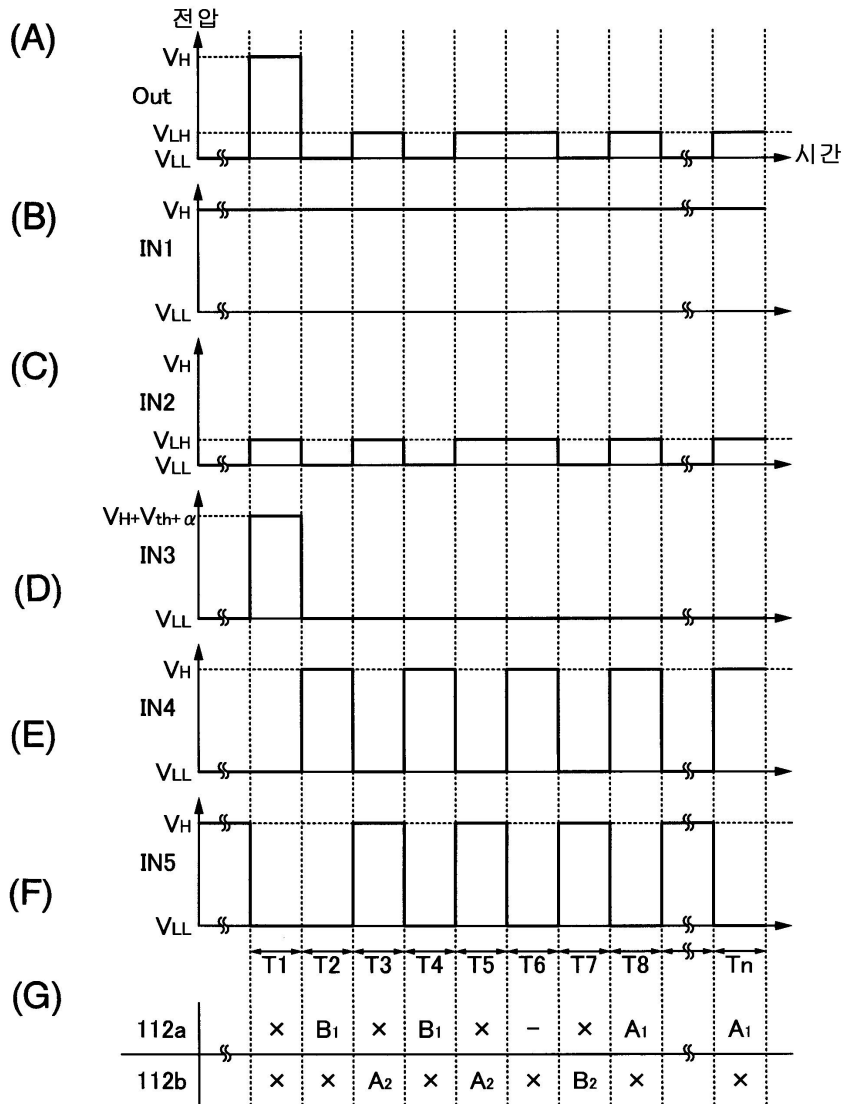 전압
(A)
VH
Out
VLH
VLL
시간
(B)
VH
IN1
VLL
(C)
VH
IN2
VLH
VLL
VH+Vth+α
IN3
(D)
VLL
VH
IN4
(E)
VLL
VH
IN5
(F)
VLL
T1 T2 T3 T4 T5 T6 T7 T8 Tn
(G)
112a × B1 × B1 × − × A1 A1
112b × × A2 × A2 × B2 × ×